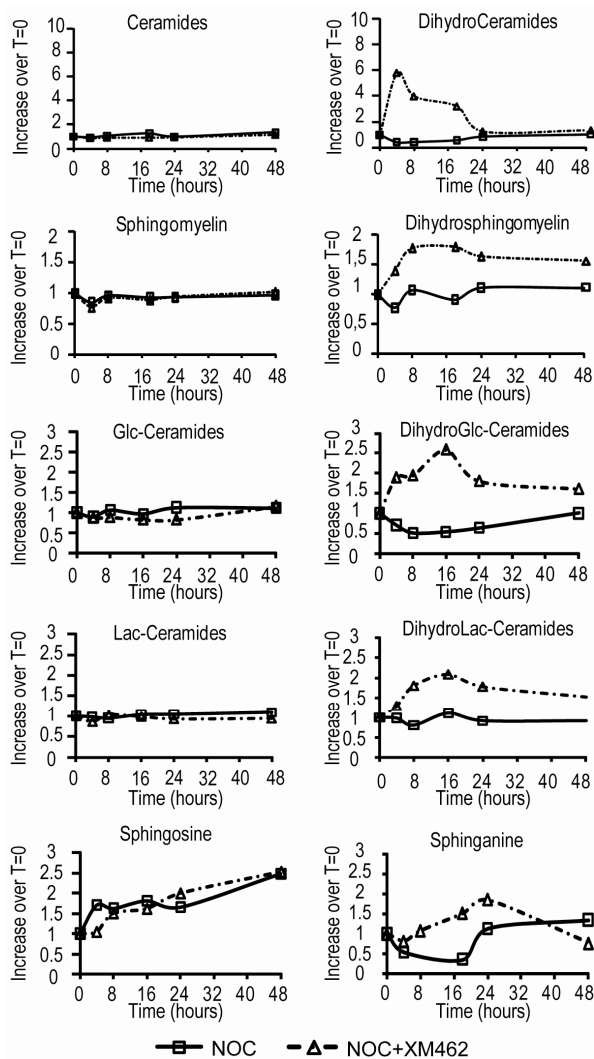 Ceramides
Increase over T=0
10
8
6
4
2
0
0 8 16 24 32 40 48
Time (hours)
DihydroCeramides
Increase over T=0
10
8
6
4
2
0
0 8 16 24 32 40 48
Time (hours)
Sphingomyelin
Increase over T=0
2
1.5
1
0.5
0
0 8 16 24 32 40 48
Time (hours)
Dihydrosphingomyelin
Increase over T=0
2
1,5
1
0,5
0
0 8 16 24 32 40 48
Time (hours)
Glc-Ceramides
Increase over T=0
3
2.5
2
1.5
1
0.5
0
0 8 16 24 32 40 48
Time (hours)
DihydroGlc-Ceramides
Increase over T=0
3
2.5
2
1.5
1
0.5
0
0 8 16 24 32 40 48
Time (hours)
Lac-Ceramides
Increase over T=0
3
2.5
2
1.5
1
0.5
0
0 8 16 24 32 40 48
Time (hours)
DihydroLac-Ceramides
Increase over T=0
3
2.5
2
1.5
1
0.5
0
0 8 16 24 32 40 48
Time (hours)
Sphingosine
Increase over T=0
3
2.5
2
1.5
1
0.5
0
0 8 16 24 32 40 48
Time (hours)
Sphinganine
Increase over T=0
3
2.5
2
1.5
1
0.5
0
0 8 16 24 32 40 48
Time (hours)
NOC NOC+XM462